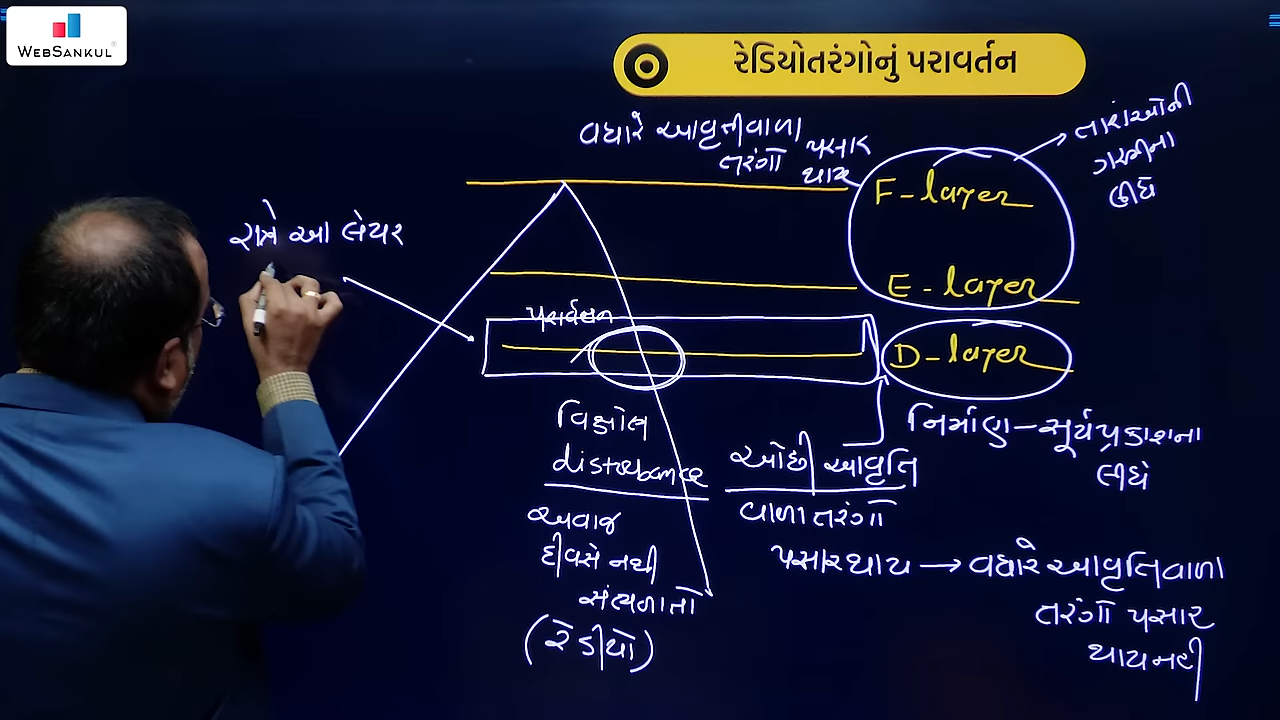 WEBSANKUL
રેડિયોતરંગોનું પરાવર્તન
વધારે આવૃત્તીવાળા
તરંગો પસાર
થાય
F-layer
તારાઓની
ગરમીના
લીધે
રાત્રે આ લેયર
E-layer
પરાવર્તન
D-layer
વિક્ષોભ
disturbance
અવાજ
દીવસે નથી
સંભળાતો
(રેડીયો)
ઓછી આવૃતિ
વાળા તરંગો
નિર્માણ-સૂર્યપ્રકાશના
લીધે
પસાર થાય → વધારે આવૃતિવાળા
તરંગો પસાર
થાય નહી